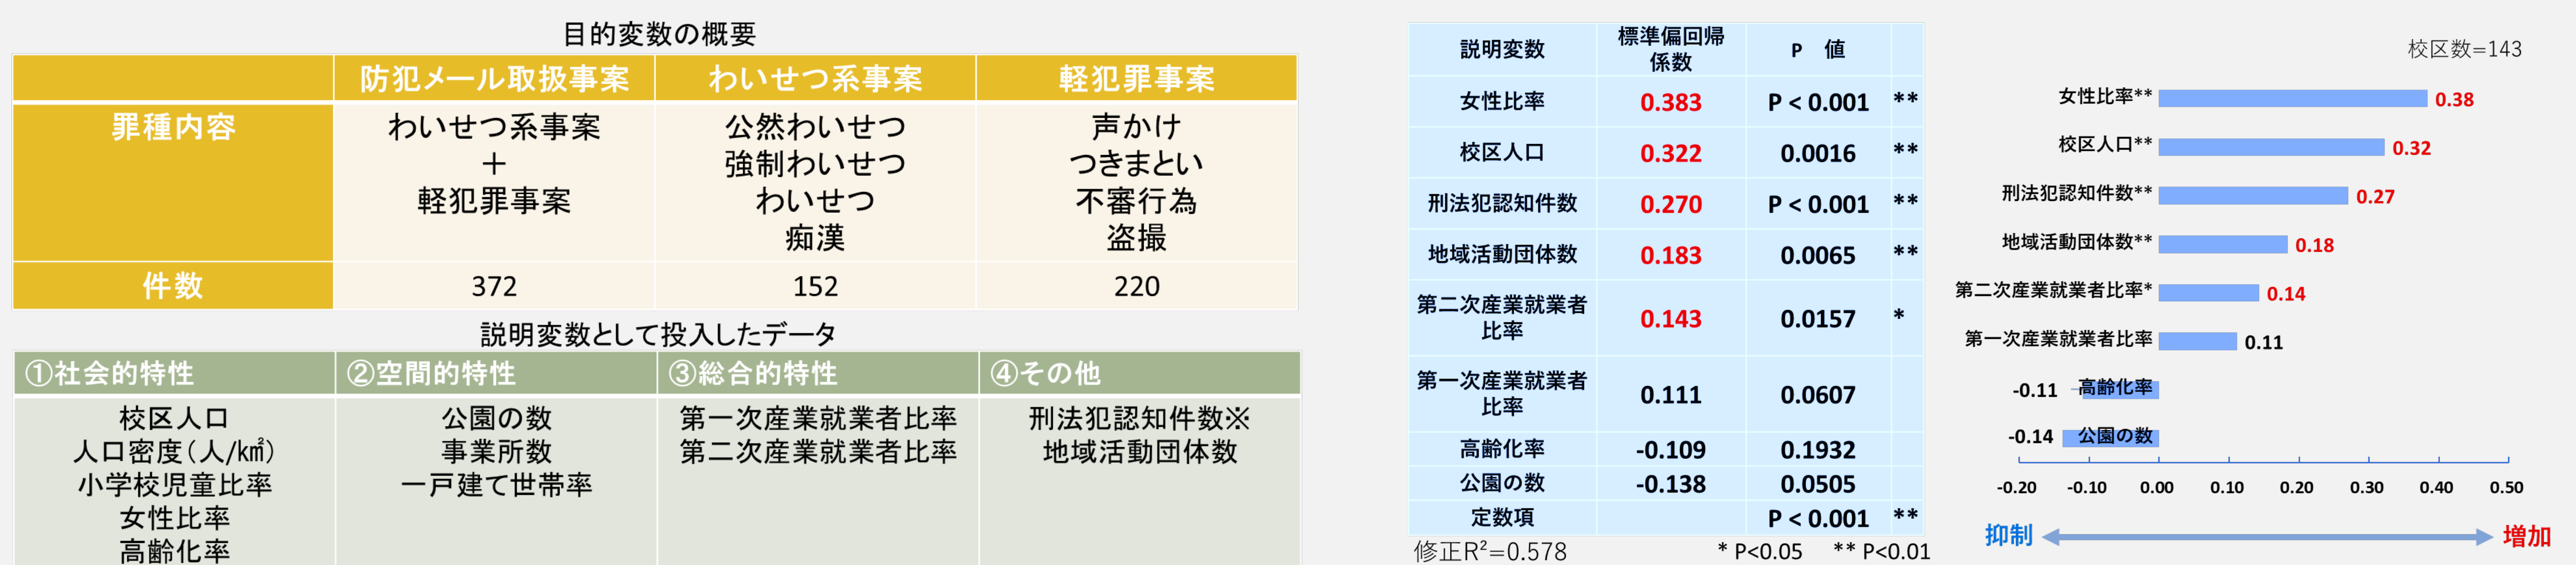 目的変数の概要
防犯メール取扱事案 わいせつ系事案 軽犯罪事案
罪種内容
わいせつ系事案
＋
軽犯罪事案
公然わいせつ
強制わいせつ
わいせつ
痴漢
声かけ
つきまとい
不審行為
盗撮
件数 372 152 220
説明変数として投入したデータ
①社会的特性 ②空間的特性 ③総合的特性 ④その他
校区人口
人口密度（人/㎢）
小学校児童比率
女性比率
高齢化率
公園の数
事業所数
一戸建て世帯率
第一次産業就業者比率
第二次産業就業者比率
刑法犯認知件数※
地域活動団体数
説明変数 標準偏回帰係数 P 値
女性比率 0.383 P < 0.001 **
校区人口 0.322 0.0016 **
刑法犯認知件数 0.270 P < 0.001 **
地域活動団体数 0.183 0.0065 **
第二次産業就業者比率 0.143 0.0157 *
第一次産業就業者比率 0.111 0.0607
高齢化率 -0.109 0.1932
公園の数 -0.138 0.0505
定数項 P < 0.001 **
修正R²=0.578 * P<0.05 ** P<0.01
校区数=143
女性比率** 0.38
校区人口** 0.32
刑法犯認知件数** 0.27
地域活動団体数** 0.18
第二次産業就業者比率* 0.14
第一次産業就業者比率 0.11
-0.11 高齢化率
-0.14 公園の数
-0.20 -0.10 0.00 0.10 0.20 0.30 0.40 0.50
抑制 増加